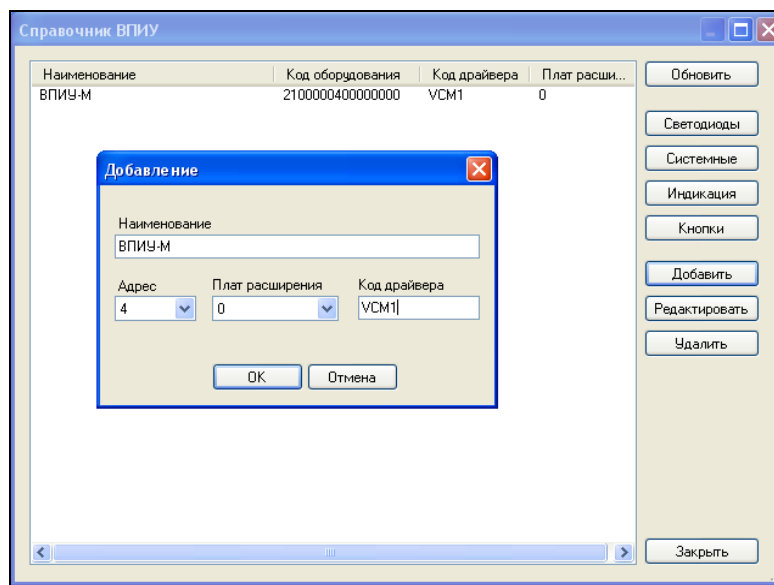 Справочник ВПИУ
Наименование Код оборудования Код драйвера Плат расши...
ВПИУ-М 2100000400000000 VCM1 0
Обновить
Светодиоды
Системные
Индикация
Кнопки
Добавить
Редактировать
Удалить
Закрыть
Добавление
Наименование
ВПИУ-М
Адрес Плат расширения Код драйвера
4 0 VCM1
OK Отмена